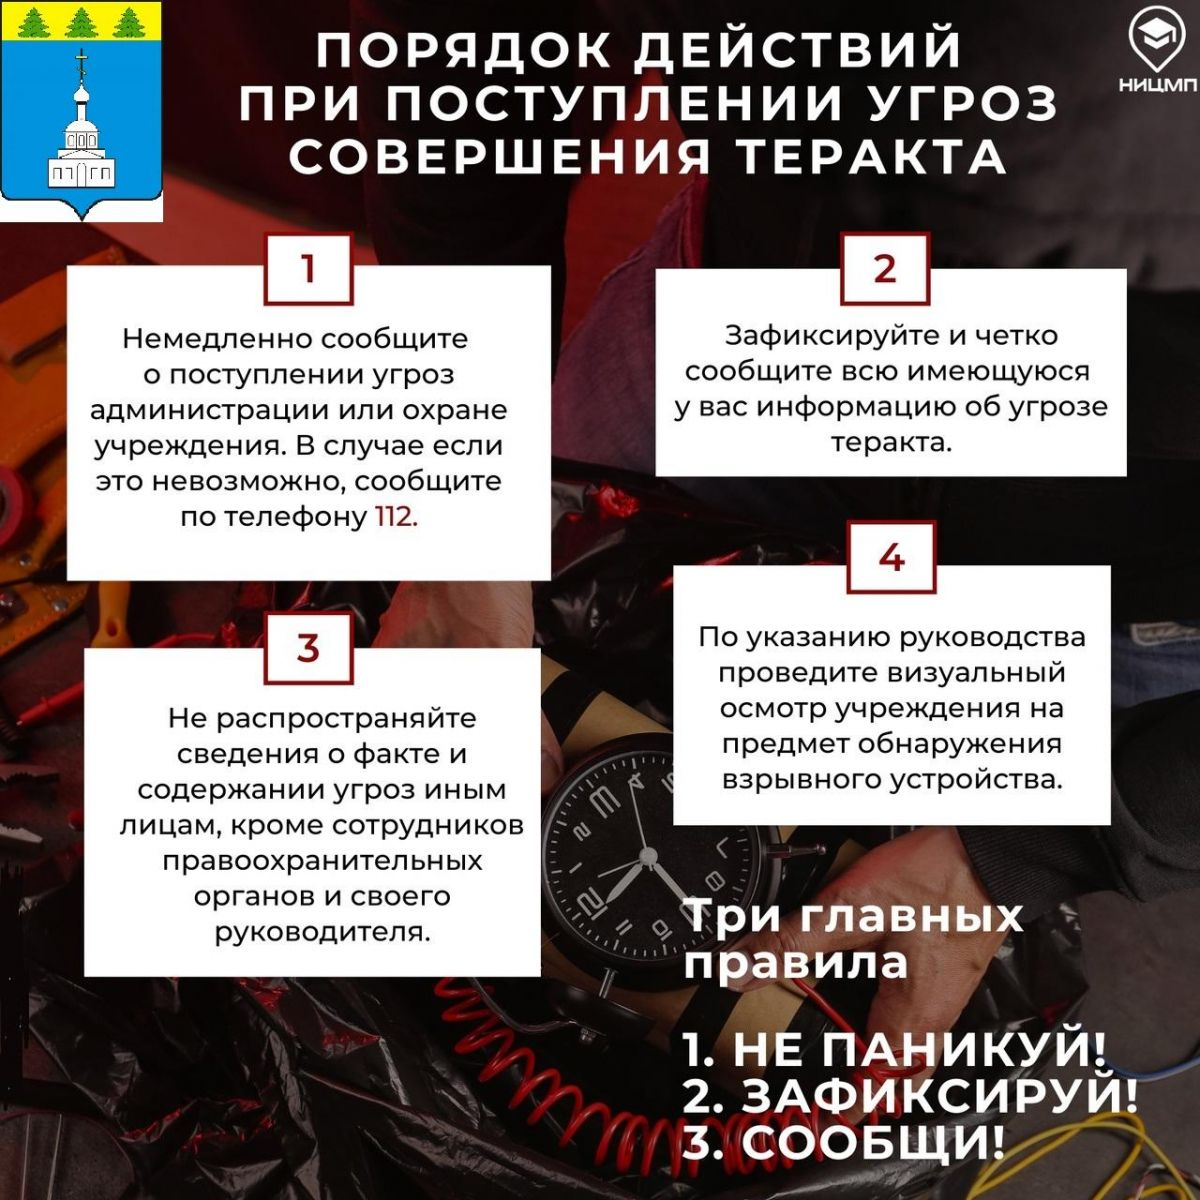 ПОРЯДОК ДЕЙСТВИЙ
ПРИ ПОСТУПЛЕНИИ УГРОЗ
СОВЕРШЕНИЯ ТЕРАКТА
НИЦМП
1
Немедленно сообщите
о поступлении угроз
администрации или охране
учреждения. В случае если
это невозможно, сообщите
по телефону 112.
2
Зафиксируйте и четко
сообщите всю имеющуюся
у вас информацию об угрозе
теракта.
3
Не распространяйте
сведения о факте и
содержании угроз иным
лицам, кроме сотрудников
правоохранительных
органов и своего
руководителя.
4
По указанию руководства
проведите визуальный
осмотр учреждения на
предмет обнаружения
взрывного устройства.
Три главных
правила
1. НЕ ПАНИКУЙ!
2. ЗАФИКСИРУЙ!
3. СООБЩИ!